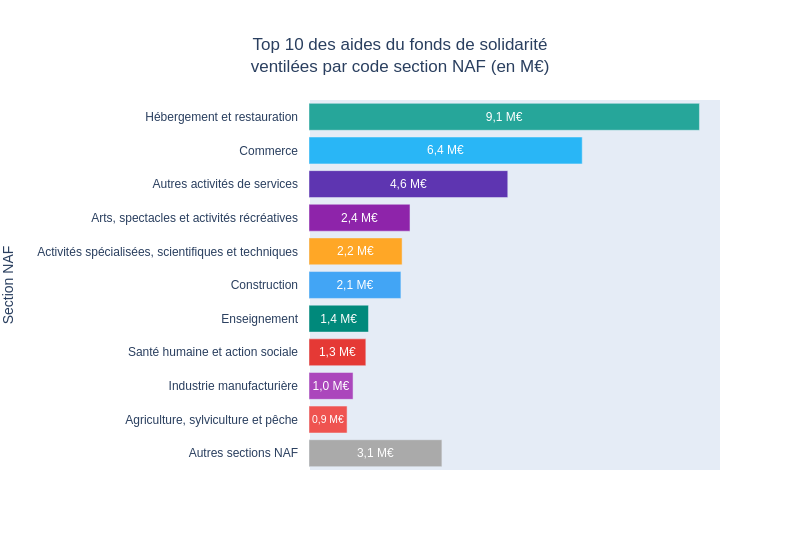 Top 10 des aides du fonds de solidarité
ventilées par code section NAF (en M€)
Section NAF
Hébergement et restauration 9,1 M€
Commerce 6,4 M€
Autres activités de services 4,6 M€
Arts, spectacles et activités récréatives 2,4 M€
Activités spécialisées, scientifiques et techniques 2,2 M€
Construction 2,1 M€
Enseignement 1,4 M€
Santé humaine et action sociale 1,3 M€
Industrie manufacturière 1,0 M€
Agriculture, sylviculture et pêche 0,9 M€
Autres sections NAF 3,1 M€